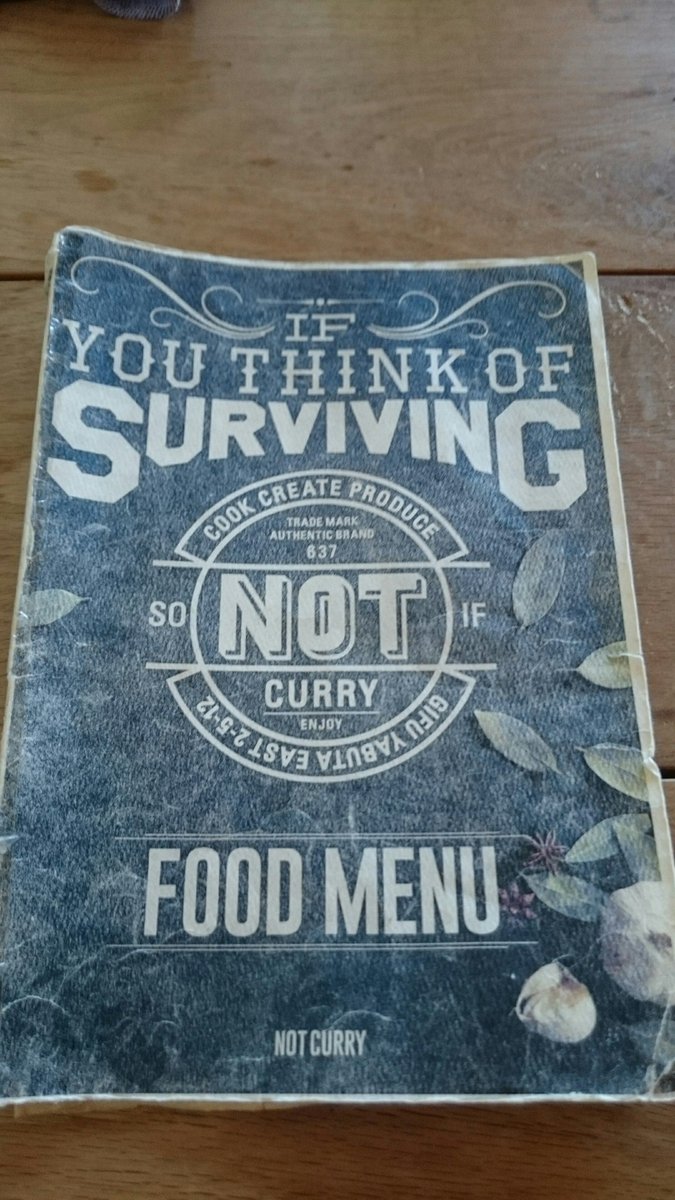 IF
YOU THINK OF
SURVIVING
COOK CREATE PRODUCE
TRADE MARK
AUTHENTIC BRAND
637
SO NOT IF
CURRY
ENJOY
GIFU YABUTA EAST 2-5-12
FOOD MENU
NOT CURRY